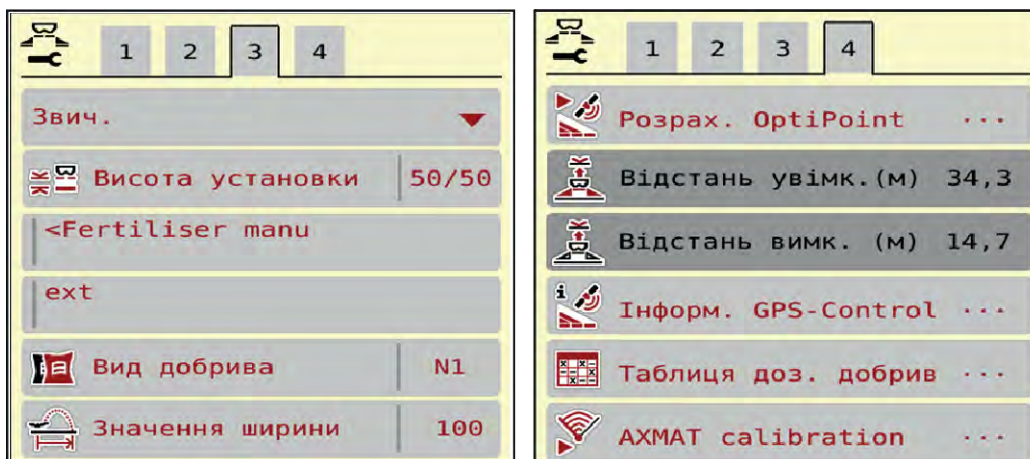 1 2 3 4
Звич.
Висота установки 50/50
<Fertiliser manu
ext
Вид добрива N1
Значення ширини 100
1 2 3 4
Розрах. OptiPoint ...
Відстань увімк.(м) 34,3
Відстань вимк. (м) 14,7
Інформ. GPS-Control ...
Таблиця доз. добрив ...
AXMAT calibration ...